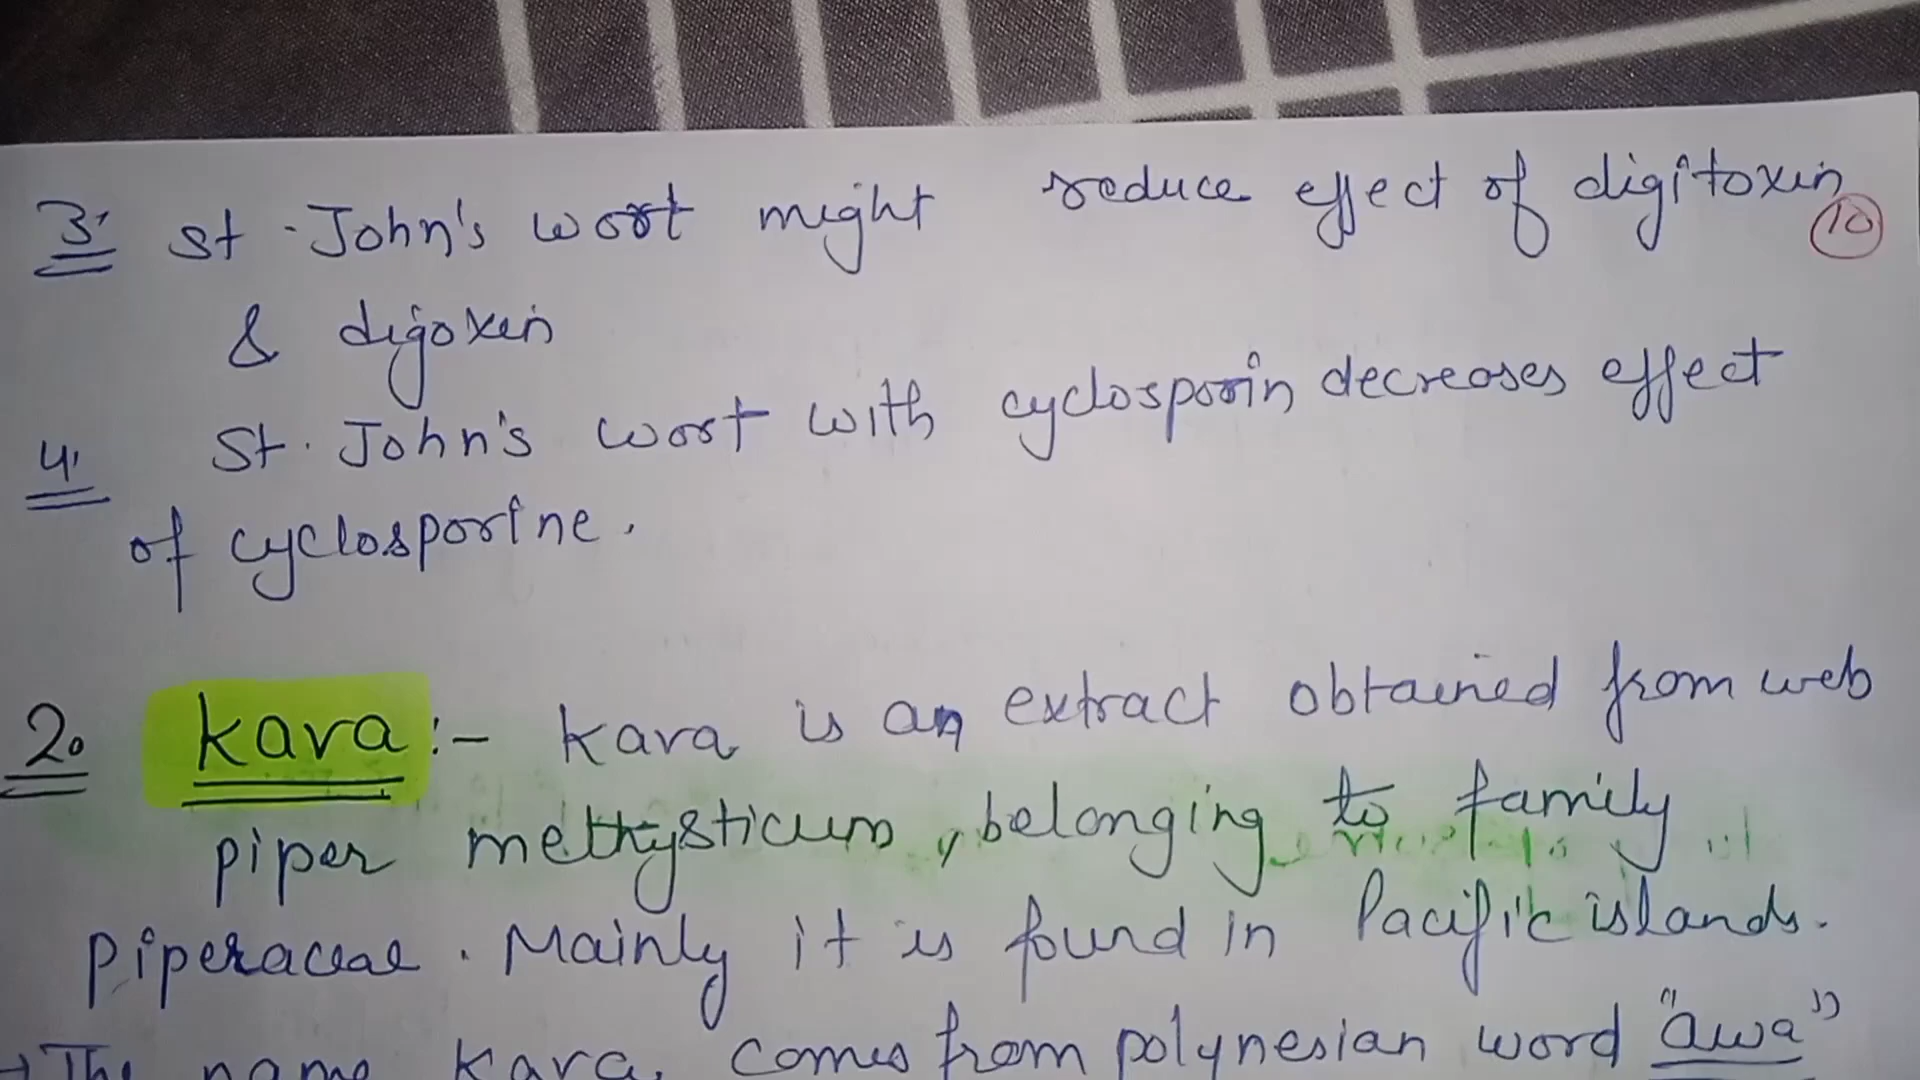 3. St. John's wort might reduce effect of digitoxin
10
& digoxin
4. St. John's wort with cyclosporin decreases effect
of cyclosporine.
2. Kava :- Kava is an extract obtained from web
piper methysticum, belonging to family
Piperaceae. Mainly it is found in Pacific islands.
→ The name Kava, comes from polynesian word "awa"